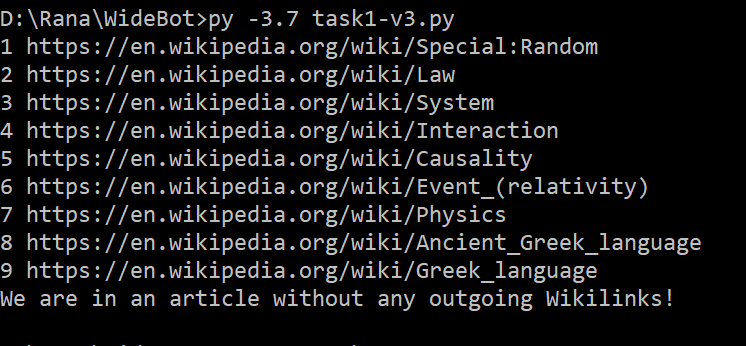 D:\Rana\WideBot>py -3.7 task1-v3.py
1 https://en.wikipedia.org/wiki/Special:Random
2 https://en.wikipedia.org/wiki/Law
3 https://en.wikipedia.org/wiki/System
4 https://en.wikipedia.org/wiki/Interaction
5 https://en.wikipedia.org/wiki/Causality
6 https://en.wikipedia.org/wiki/Event_(relativity)
7 https://en.wikipedia.org/wiki/Physics
8 https://en.wikipedia.org/wiki/Ancient_Greek_language
9 https://en.wikipedia.org/wiki/Greek_language
We are in an article without any outgoing Wikilinks!